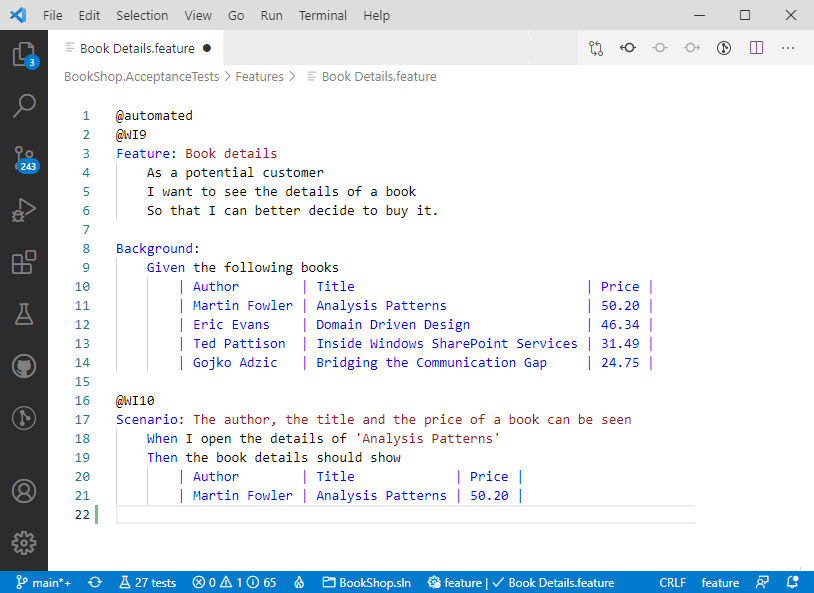 File Edit Selection View Go Run Terminal Help
Book Details.feature
BookShop.AcceptanceTests > Features > Book Details.feature
3
243
1 @automated
2 @WI9
3 Feature: Book details
4 As a potential customer
5 I want to see the details of a book
6 So that I can better decide to buy it.
7
8 Background:
9 Given the following books
10 | Author | Title | Price |
11 | Martin Fowler | Analysis Patterns | 50.20 |
12 | Eric Evans | Domain Driven Design | 46.34 |
13 | Ted Pattison | Inside Windows SharePoint Services | 31.49 |
14 | Gojko Adzic | Bridging the Communication Gap | 24.75 |
15
16 @WI10
17 Scenario: The author, the title and the price of a book can be seen
18 When I open the details of 'Analysis Patterns'
19 Then the book details should show
20 | Author | Title | Price |
21 | Martin Fowler | Analysis Patterns | 50.20 |
22
main*+ 27 tests 0 1 65 BookShop.sln feature | ✓ Book Details.feature CRLF feature